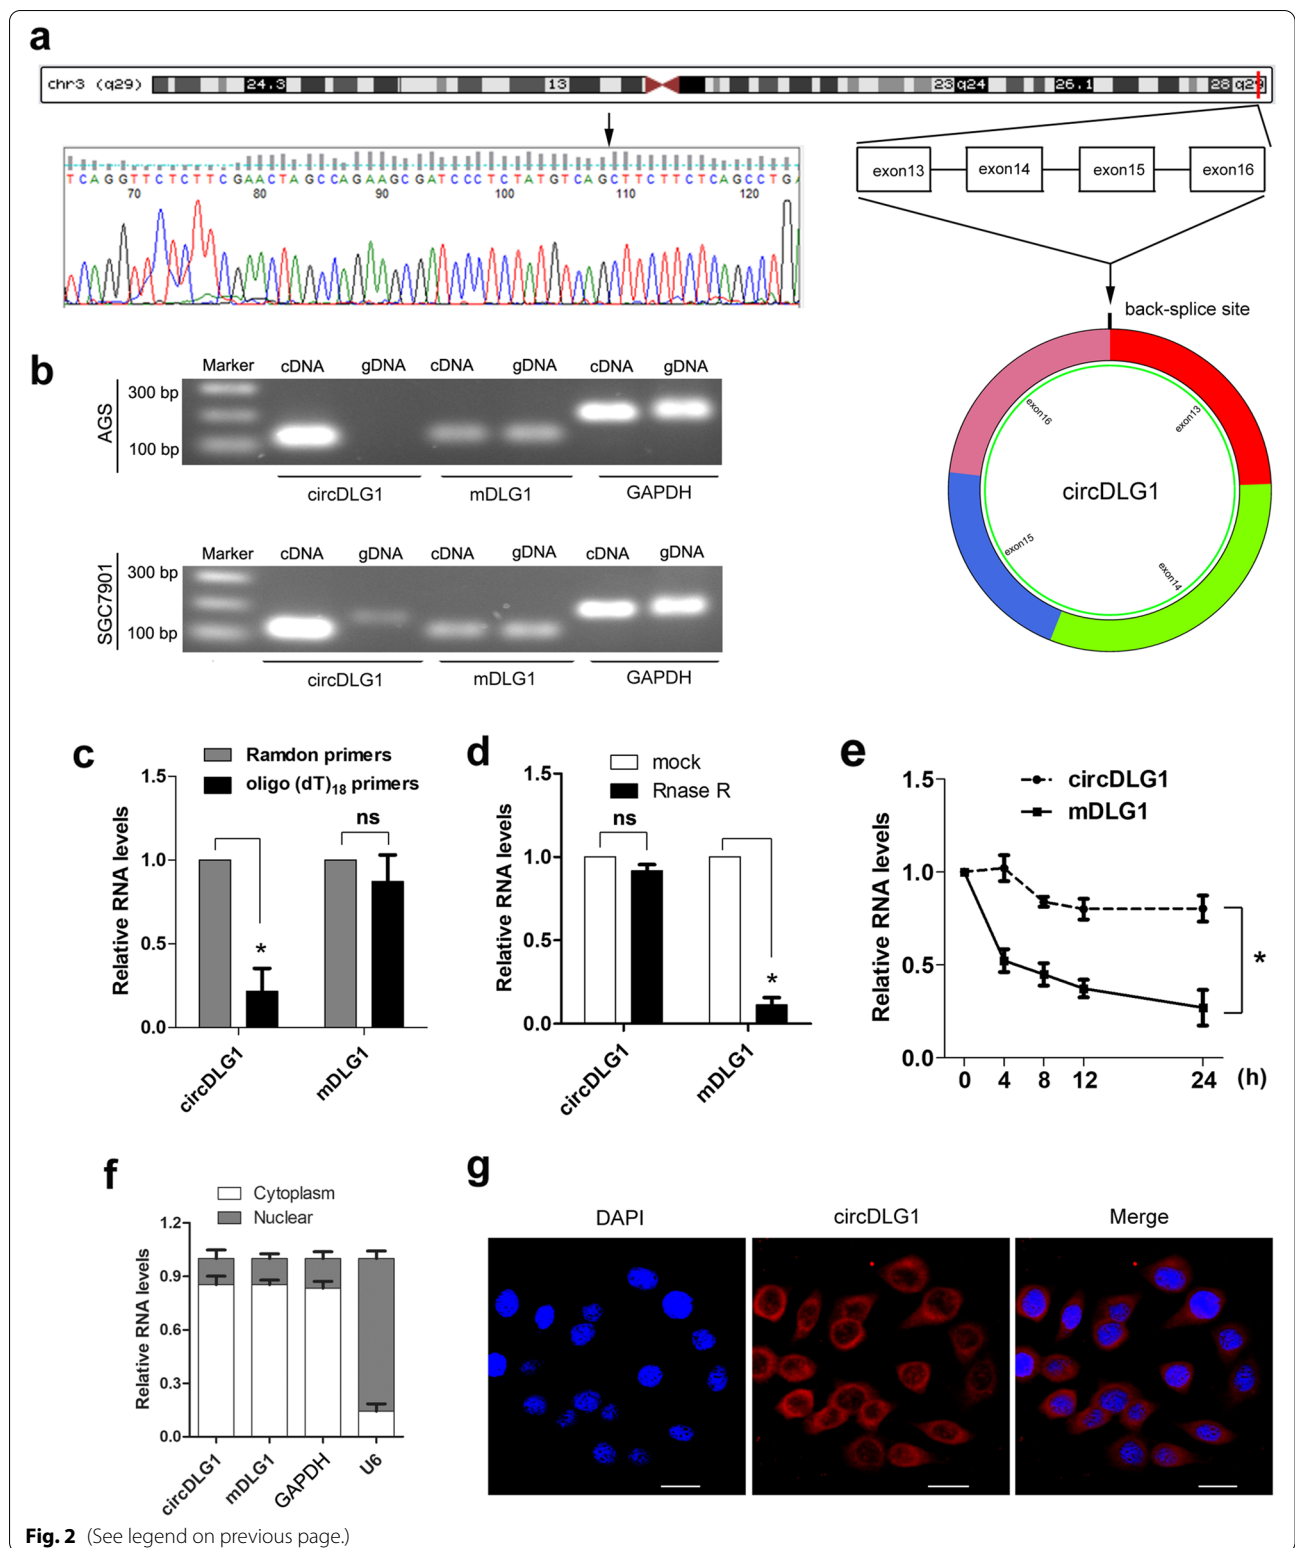 a
chr3 (q29) 24.3 13 23 q24 26.1 28 q29
TCAGGTTCTCTTCGAACTAGCCAGAAGCGATCCCTCTATGTCAGCTTCTTCTCAGCCTGA
70 80 90 100 110 120
exon13 exon14 exon15 exon16
back-splice site
exon16 exon13
circDLG1
exon15 exon14
b
Marker cDNA gDNA cDNA gDNA cDNA gDNA
AGS
300 bp
100 bp
circDLG1 mDLG1 GAPDH
Marker cDNA gDNA cDNA gDNA cDNA gDNA
SGC7901
300 bp
100 bp
circDLG1 mDLG1 GAPDH
c
Ramdon primers
oligo (dT)18 primers
Relative RNA levels
1.5
1.0
0.5
0.0
* ns
circDLG1 mDLG1
d
mock
Rnase R
Relative RNA levels
1.5
1.0
0.5
0.0
ns *
circDLG1 mDLG1
e
circDLG1
mDLG1
Relative RNA levels
1.5
1.0
0.5
0.0
*
0 4 8 12 24 (h)
f
Cytoplasm
Nuclear
Relative RNA levels
1.2
0.9
0.6
0.3
0.0
circDLG1 mDLG1 GAPDH U6
g
DAPI circDLG1 Merge
Fig. 2 (See legend on previous page.)